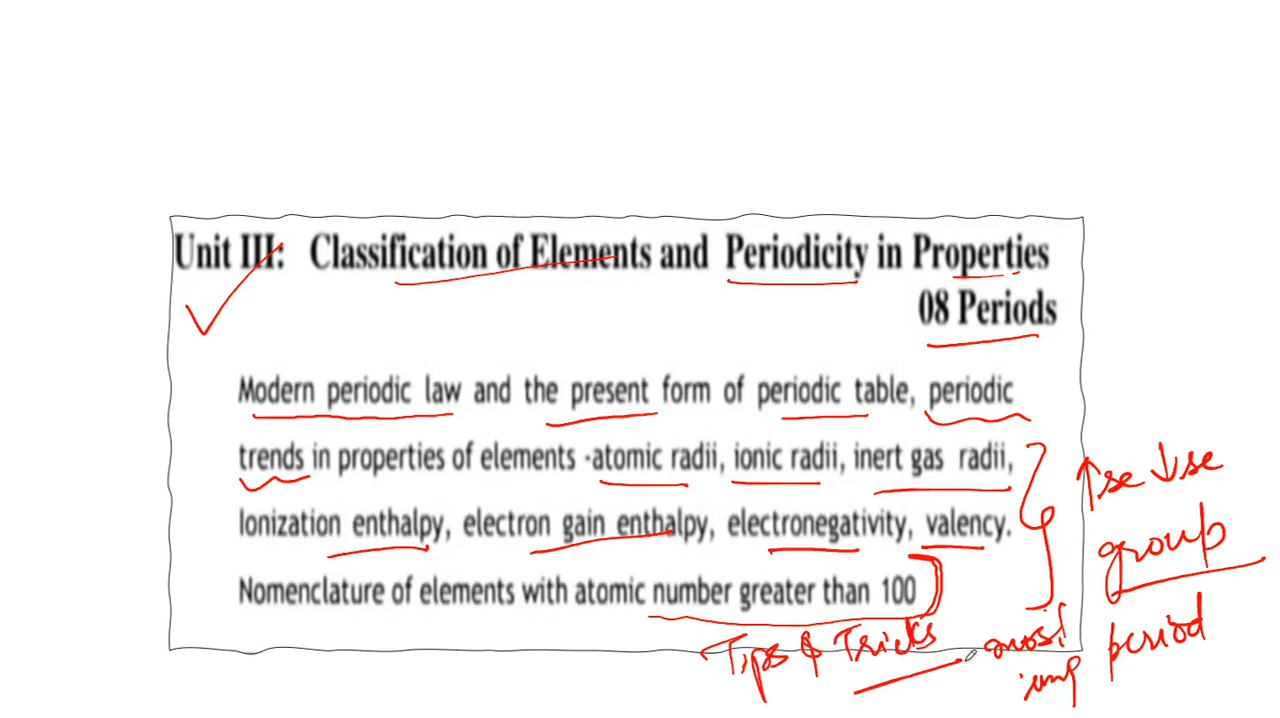 Unit III: Classification of Elements and Periodicity in Properties
08 Periods
Modern periodic law and the present form of periodic table, periodic
trends in properties of elements -atomic radii, ionic radii, inert gas radii,
Ionization enthalpy, electron gain enthalpy, electronegativity, valency.
Nomenclature of elements with atomic number greater than 100
↑se ↓se
group
period
Tips & Tricks
most
imp